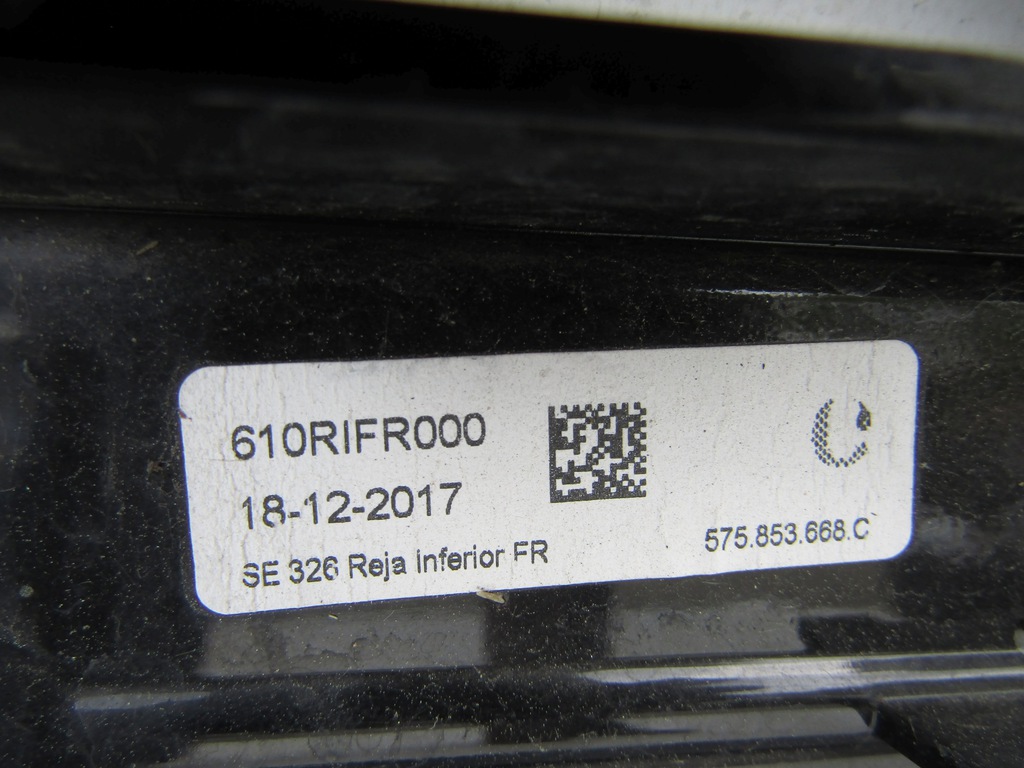 610RIFR000
18-12-2017
SE 326 Reja inferior FR
575.853.668.C